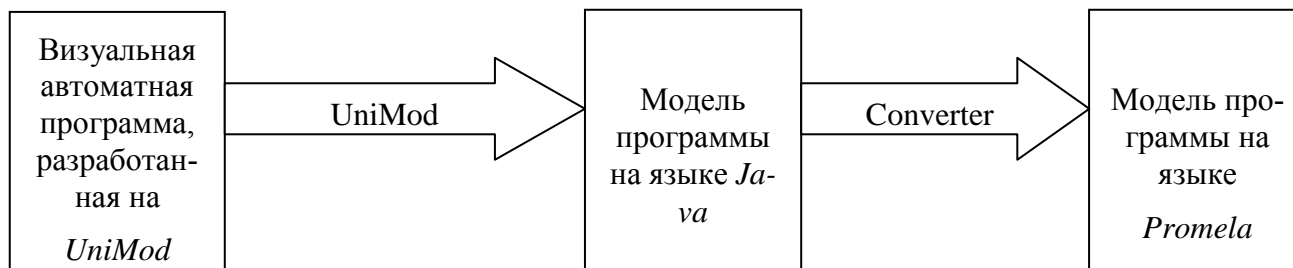 Визуальная
автоматная
программа,
разработан-
ная на
UniMod
UniMod
Модель
программы
на языке Ja-
va
Converter
Модель про-
граммы на
языке
Promela